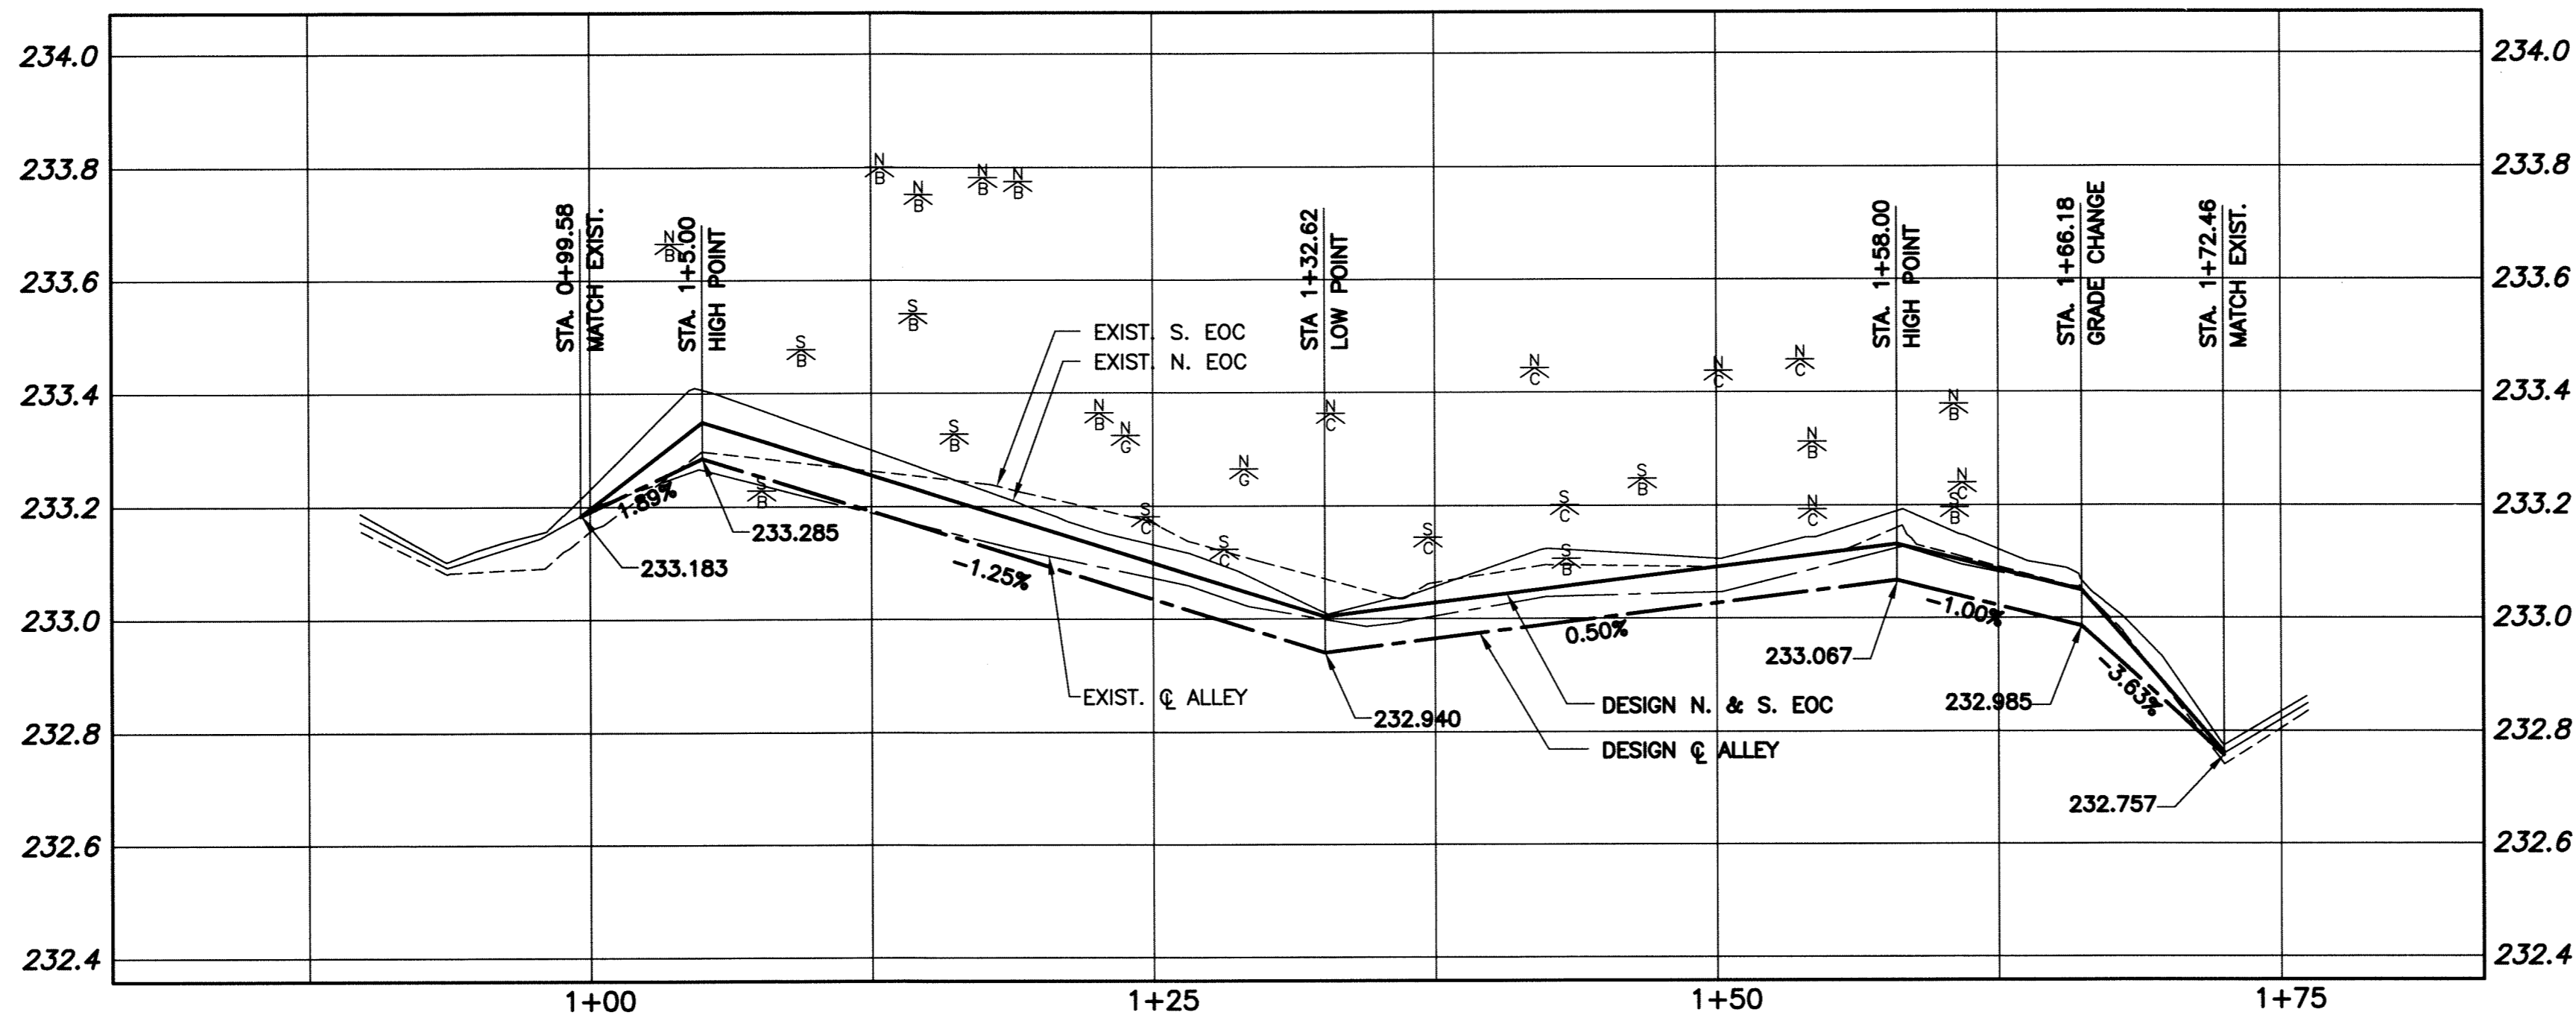 234.0
234.0
233.8
233.8
233.6
233.6
233.4
233.4
233.2
233.2
233.0
233.0
232.8
232.8
232.6
232.6
232.4
232.4
STA. 0+99.58
MATCH EXIST.
STA. 1+5.00
HIGH POINT
STA 1+32.62
LOW POINT
STA. 1+58.00
HIGH POINT
STA. 1+66.18
GRADE CHANGE
STA. 1+72.46
MATCH EXIST.
N
B
N
B
N
B
N
B
N
B
S
B
S
B
S
B
S
B
N
B
N
G
N
G
S
C
S
C
N
C
S
C
N
C
S
C
S
B
S
B
N
C
N
C
N
B
N
C
N
B
N
C
S
B
EXIST. S. EOC
EXIST. N. EOC
1.89%
233.285
233.183
-1.25%
EXIST. ℄ ALLEY
232.940
0.50%
233.067
-1.00%
232.985
-3.63%
DESIGN N. & S. EOC
DESIGN ℄ ALLEY
232.757
1+00
1+25
1+50
1+75